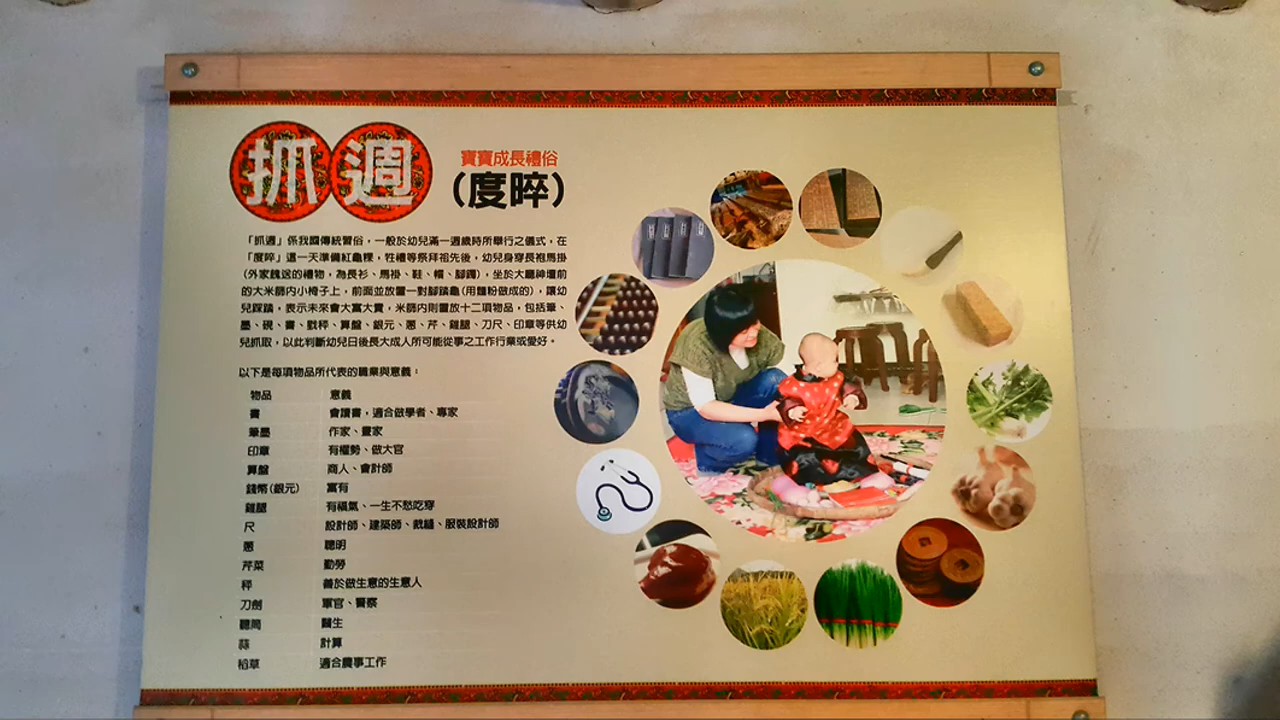 抓週
寶寶成長禮俗
(度晬)
「抓週」係我國傳統習俗，一般於幼兒滿一週歲時所舉行之儀式，在
「度晬」這一天準備紅龜粿，牲禮等祭拜祖先後，幼兒身穿長袍馬掛
(外家餽送的禮物，為長衫、馬掛、鞋、帽、腳鐲)，坐於大廳神壇前
的大米篩內小椅子上，前面並放置一對腳踏龜(用麵粉做成的)，讓幼
兒踩踏，表示未來會大富大貴，米篩內則置放十二項物品，包括筆、
墨、硯、書、戥秤、算盤、銀元、蔥、芹、雞腿、刀尺、印章等供幼
兒抓取，以此判斷幼兒日後長大成人所可能從事之工作行業或愛好。
以下是每項物品所代表的職業與意義：
物品 意義
書 會讀書，適合做學者、專家
筆墨 作家、畫家
印章 有權勢、做大官
算盤 商人、會計師
錢幣(銀元) 富有
雞腿 有福氣、一生不愁吃穿
尺 設計師、建築師、裁縫、服裝設計師
蔥 聰明
芹菜 勤勞
秤 善於做生意的生意人
刀劍 軍官、警察
聽筒 醫生
蒜 計算
稻草 適合農事工作